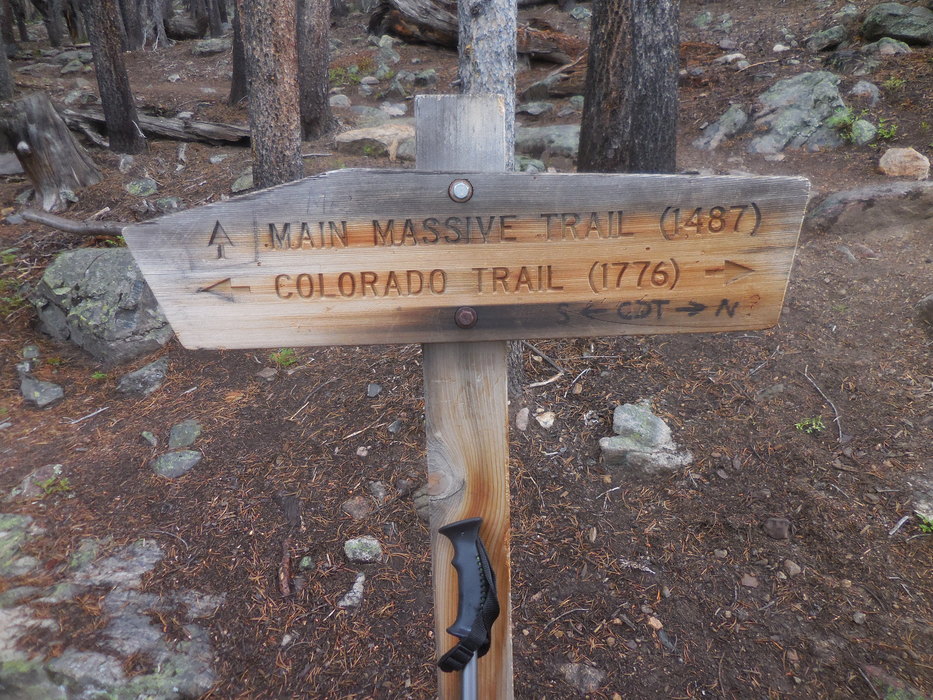 ↑ MAIN MASSIVE TRAIL (1487)
← COLORADO TRAIL (1776) →
S ← CDT → N